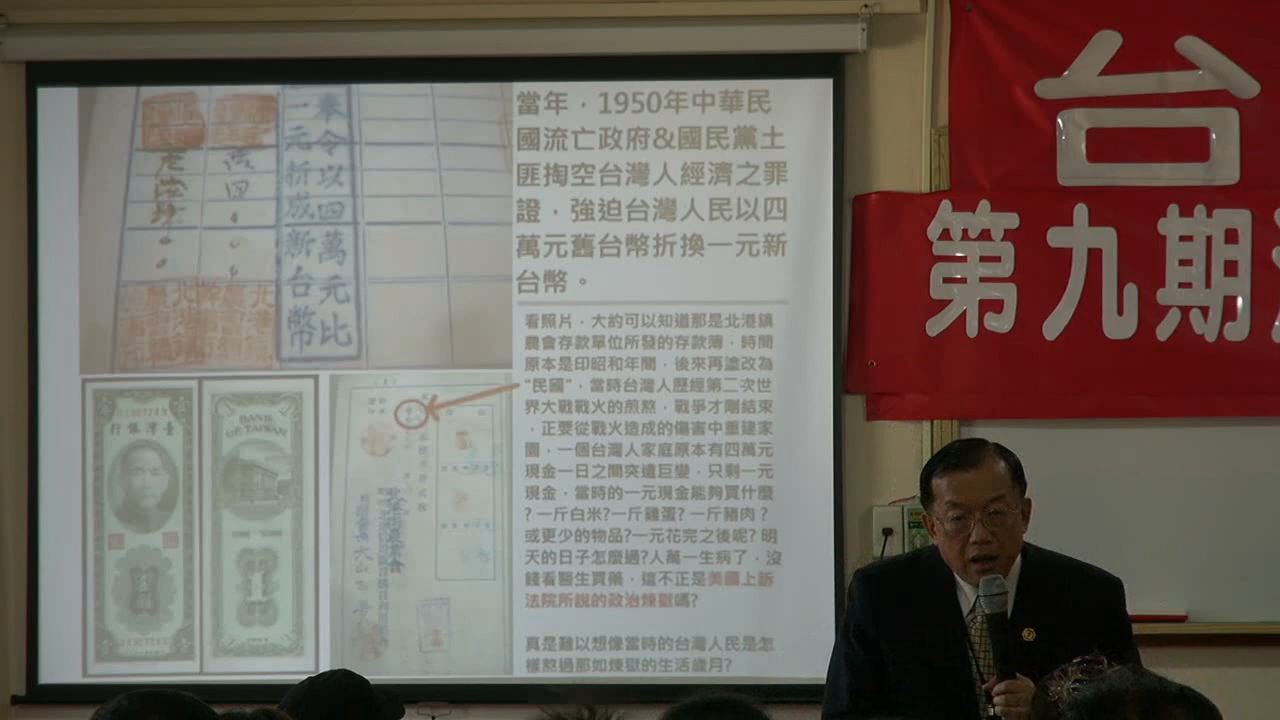 台
第九期
奉令以四萬元比
一元折成新台幣
當年，1950年中華民
國流亡政府&國民黨土
匪掏空台灣人經濟之罪
證，強迫台灣人民以四
萬元舊台幣折換一元新
台幣。
看照片，大約可以知道那是北港鎮
農會存款單位所發的存款簿，時間
原本是印昭和年間，後來再塗改為
“民國”，當時台灣人歷經第二次世
界大戰戰火的煎熬，戰爭才剛結束
，正要從戰火造成的傷害中重建家
園、一個台灣人家庭原本有四萬元
現金一日之間突遭巨變，只剩一元
現金，當時的一元現金能夠買什麼
？一斤白米?一斤雞蛋？一斤豬肉？
或更少的物品?一元花完之後呢？明
天的日子怎麼過?人萬一生病了，沒
錢看醫生買藥，這不正是美國上訴
法院所說的政治煉獄嗎?
真是難以想像當時的台灣人民是怎
樣熬過那如煉獄的生活歲月?
行銀灣臺
BANK
OF TAIWAN